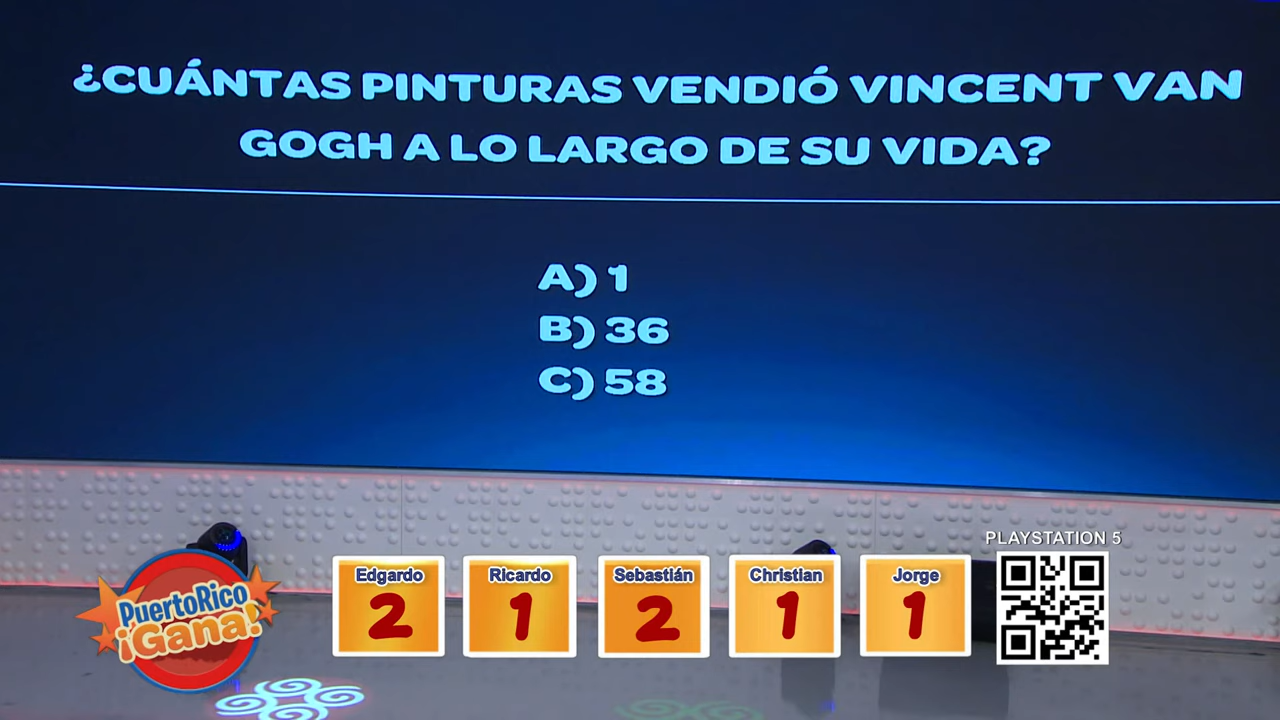 ¿CUÁNTAS PINTURAS VENDIÓ VINCENT VAN
GOGH A LO LARGO DE SU VIDA?
A) 1
B) 36
C) 58
PLAYSTATION 5
PuertoRico
¡Gana!
Edgardo
2
Ricardo
1
Sebastián
2
Christian
1
Jorge
1